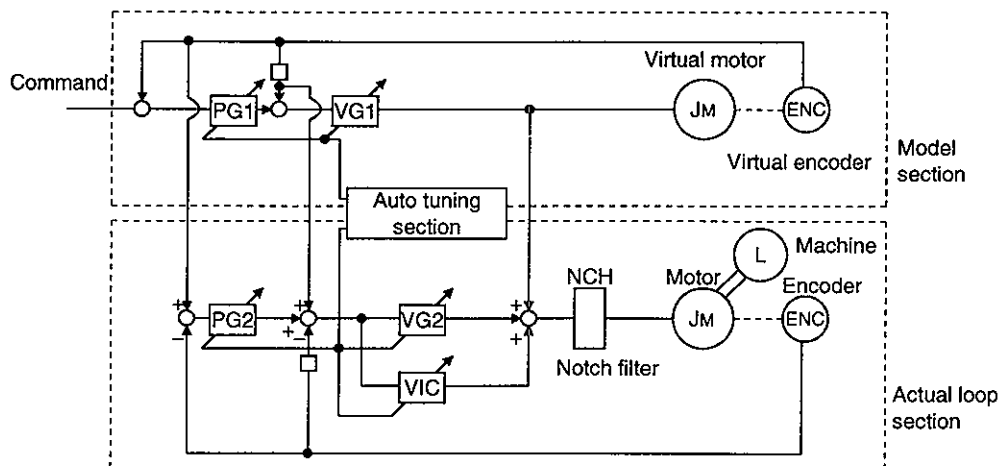 Command
PG1
VG1
Virtual motor
JM
ENC
Virtual encoder
Model
section
Auto tuning
section
+
−
PG2
+
+
−
VG2
VIC
+
+
NCH
Notch filter
Motor
JM
L
Machine
Encoder
ENC
Actual loop
section